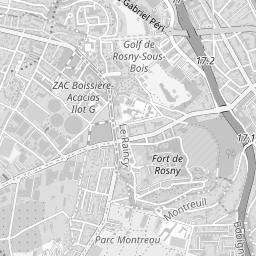 Gabriel Péri
Golf de
Rosny-Sous-
Bois
17.2
ZAC Boissière-
Acacias
Ilot G
Le Raincy
17.1
Fort de
Rosny
Montreuil
Parc Montreau